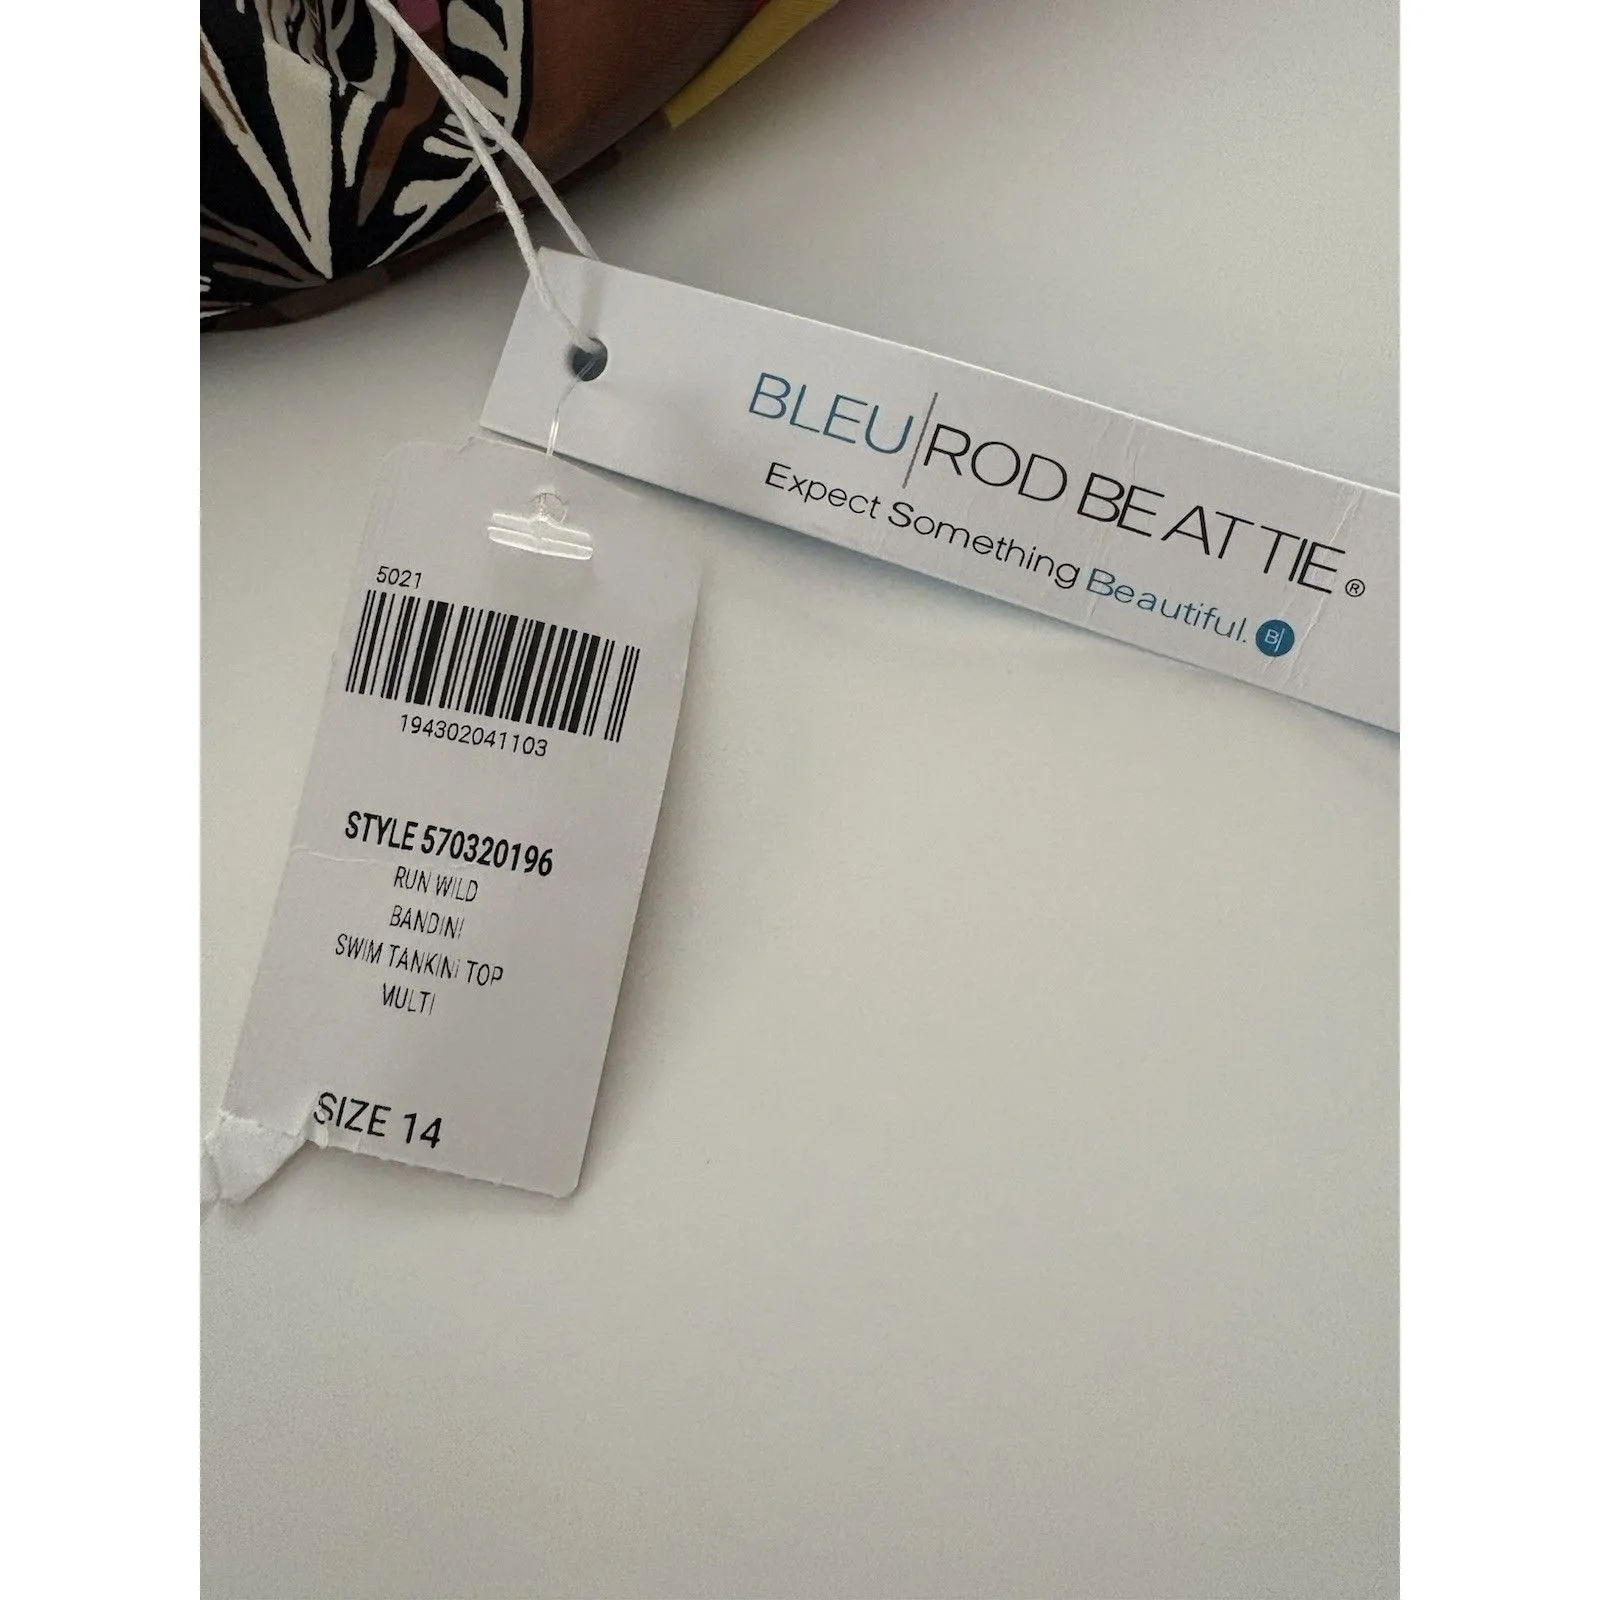 BLEU|ROD BEATTIE®
Expect Something Beautiful. B|
5021
194302041103
STYLE 570320196
RUN WILD
BANDINI
SWIM TANKINI TOP
MULTI
SIZE 14